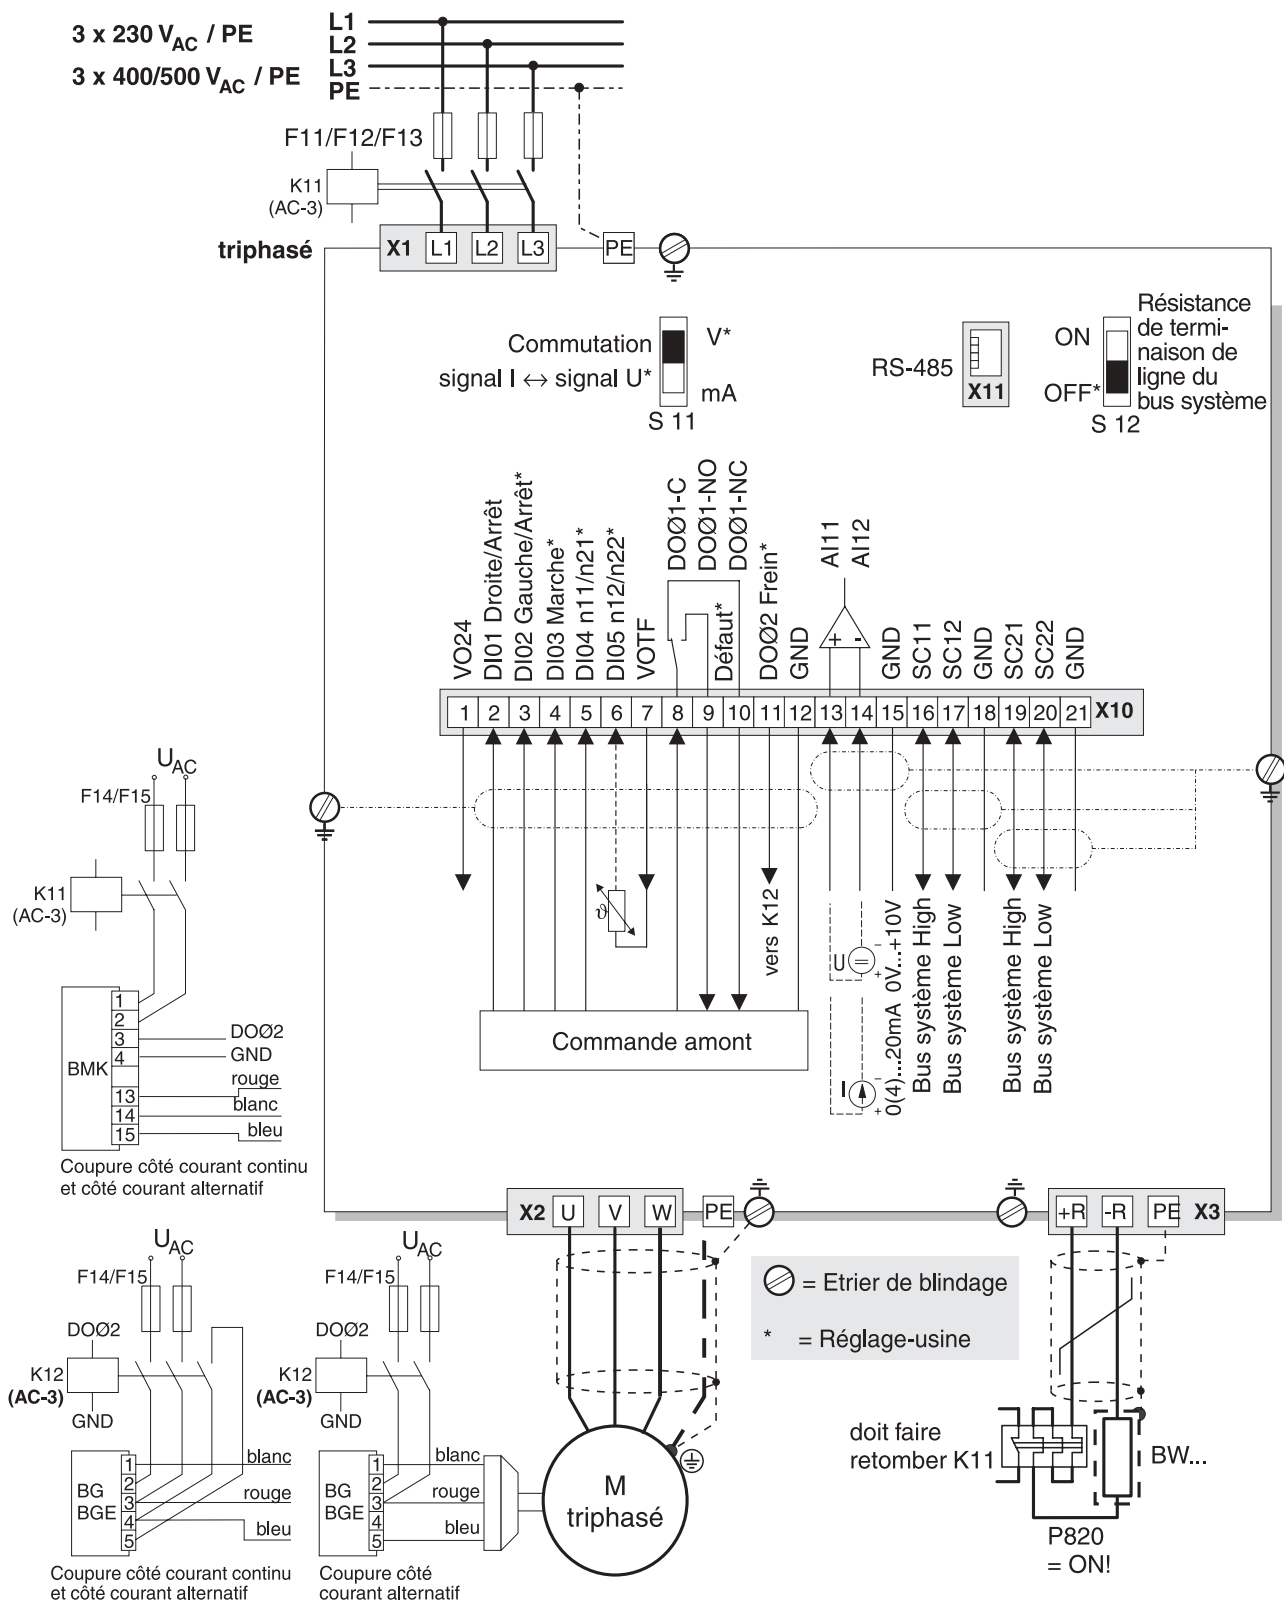 3 x 230 VAC / PE
3 x 400/500 VAC / PE
L1
L2
L3
PE
F11/F12/F13
K11
(AC-3)
triphasé
X1
L1
L2
L3
PE
Commutation
signal I ↔ signal U*
V*
mA
S 11
RS-485
X11
ON
OFF*
S 12
Résistance
de termi-
naison de
ligne du
bus système
VO24
DI01 Droite/Arrêt
DI02 Gauche/Arrêt*
DI03 Marche*
DI04 n11/n21*
DI05 n12/n22*
VOTF
DOØ1-C
DOØ1-NO
DOØ1-NC
Défaut*
DOØ2 Frein*
GND
AI11
AI12
+
-
GND
SC11
SC12
GND
SC21
SC22
GND
1
2
3
4
5
6
7
8
9
10
11
12
13
14
15
16
17
18
19
20
21
X10
ϑ
vers K12
U
=
-
+
0V...+10V
I
-
+
0(4)...20mA
Bus système High
Bus système Low
Bus système High
Bus système Low
Commande amont
UAC
F14/F15
K11
(AC-3)
BMK
1
2
3
4
13
14
15
DOØ2
GND
rouge
blanc
bleu
Coupure côté courant continu
et côté courant alternatif
X2
U
V
W
PE
+R
-R
PE
X3
UAC
F14/F15
DOØ2
K12
(AC-3)
GND
BG
BGE
1
2
3
4
5
blanc
rouge
bleu
Coupure côté courant continu
et côté courant alternatif
UAC
F14/F15
DOØ2
K12
(AC-3)
GND
BG
BGE
1
2
3
4
5
blanc
rouge
bleu
Coupure côté
courant alternatif
M
triphasé
= Etrier de blindage
* = Réglage-usine
doit faire
retomber K11
BW...
P820
= ON!